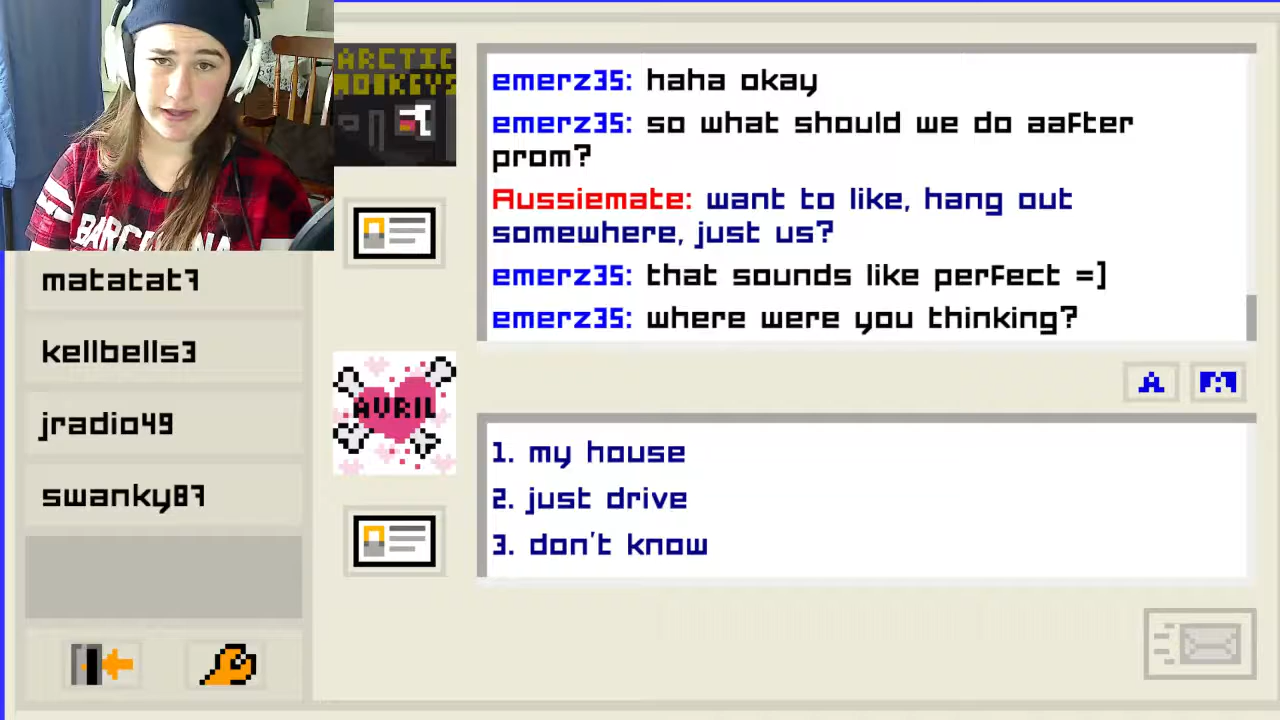 ARCTIC
MONKEYS
emerz35: haha okay
emerz35: so what should we do aafter
prom?
Aussiemate: want to like, hang out
somewhere, just us?
emerz35: that sounds like perfect =]
emerz35: where were you thinking?
BARCELONA
matatat7
kellbells3
jradio49
swanky87
AVRIL
A
M
1. my house
2. just drive
3. don't know